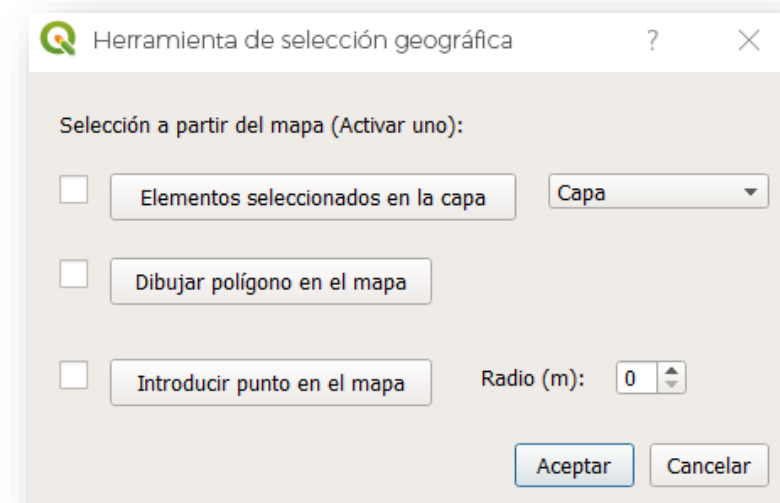 Herramienta de selección geográfica
Selección a partir del mapa (Activar uno):
Elementos seleccionados en la capa
Capa
Dibujar polígono en el mapa
Introducir punto en el mapa
Radio (m):
0
Aceptar
Cancelar